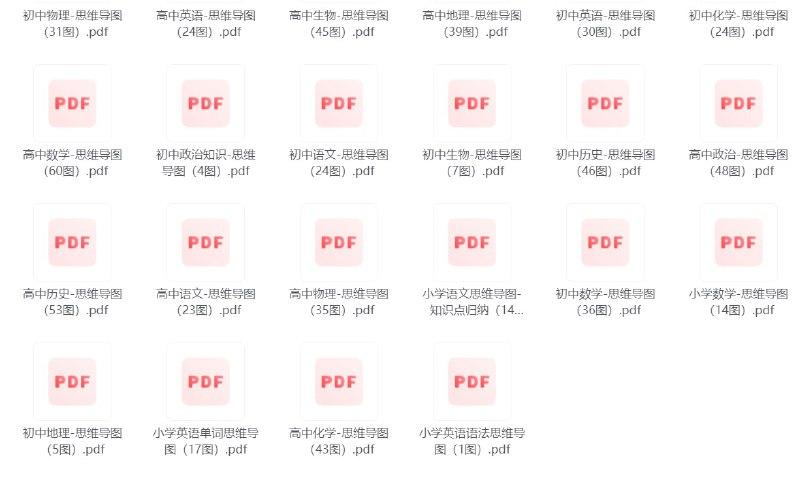 初中物理-思维导图 高中英语-思维导图 高中生物-思维导图 高中地理-思维导图 初中英语-思维导图 初中化学-思维导图
（31图）.pdf （24图）.pdf （45图）.pdf （39图）.pdf （30图）.pdf （24图）.pdf
PDF PDF PDF PDF PDF PDF
高中数学-思维导图 初中政治知识-思维 初中语文-思维导图 初中生物-思维导图 初中历史-思维导图 高中政治-思维导图
（60图）.pdf 导图（4图）.pdf （24图）.pdf （7图）.pdf （46图）.pdf （48图）.pdf
PDF PDF PDF PDF PDF PDF
高中历史-思维导图 高中语文-思维导图 高中物理-思维导图 小学语文思维导图- 初中数学-思维导图 小学数学-思维导图
（53图）.pdf （23图）.pdf （35图）.pdf 知识点归纳（14... （36图）.pdf （14图）.pdf
PDF PDF PDF PDF
初中地理-思维导图 小学英语单词思维导 高中化学-思维导图 小学英语语法思维导
（5图）.pdf 图（17图）.pdf （43图）.pdf 图（1图）.pdf